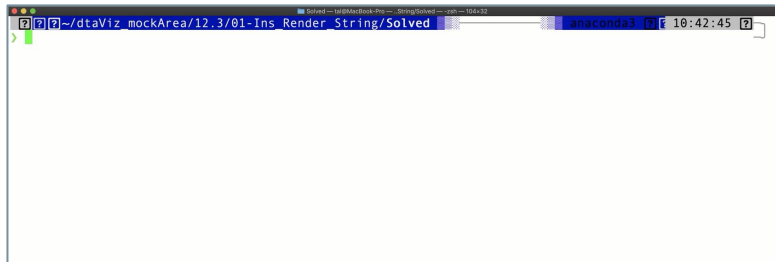 Solved — tal@MacBook-Pro — ..String/Solved — -zsh — 104×32
~/dtaViz_mockArea/12.3/01-Ins_Render_String/Solved anaconda3 10:42:45
❯